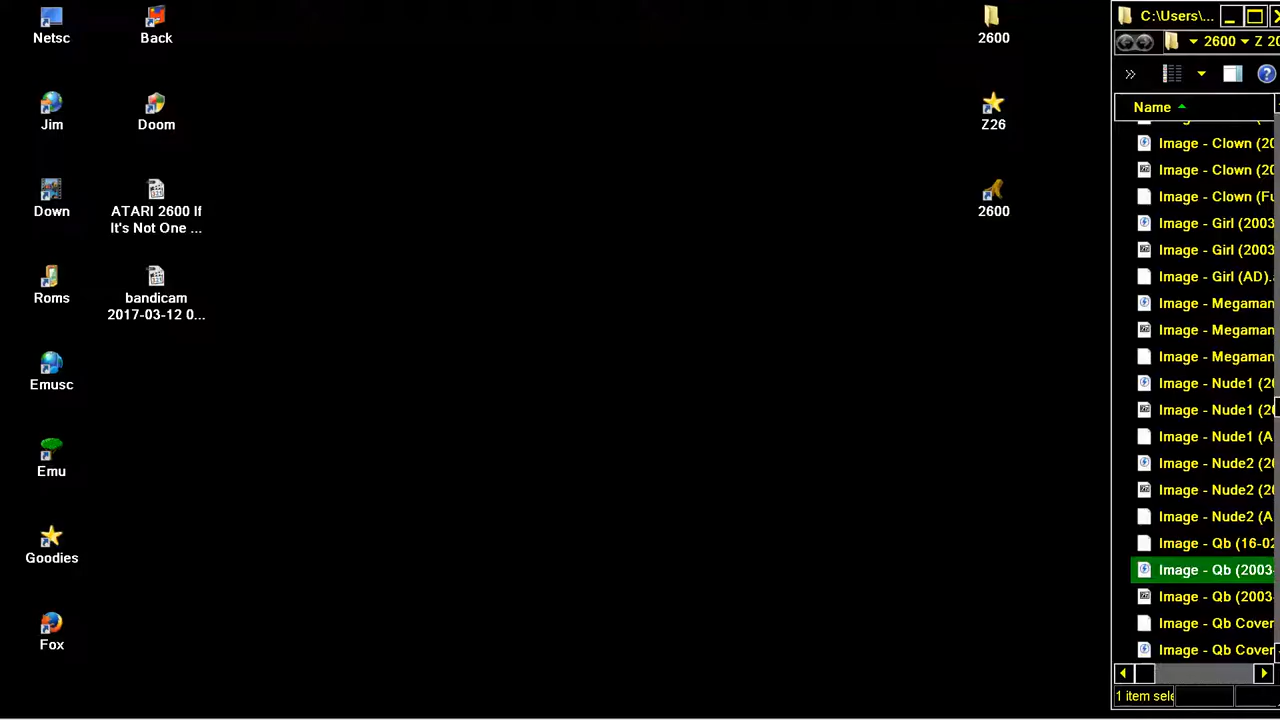 Netsc
Back
Jim
Doom
Down
ATARI 2600 If
It's Not One ...
Roms
bandicam
2017-03-12 0...
Emusc
Emu
Goodies
Fox
2600
Z26
2600
C:\Users\...
2600 Z 20
»
Name
Image - Clown (20
Image - Clown (20
Image - Clown (Fu
Image - Girl (2003
Image - Girl (2003
Image - Girl (AD).
Image - Megaman
Image - Megaman
Image - Megaman
Image - Nude1 (20
Image - Nude1 (20
Image - Nude1 (A
Image - Nude2 (20
Image - Nude2 (20
Image - Nude2 (A
Image - Qb (16-02
Image - Qb (2003
Image - Qb (2003
Image - Qb Cover
Image - Qb Cover
1 item sele